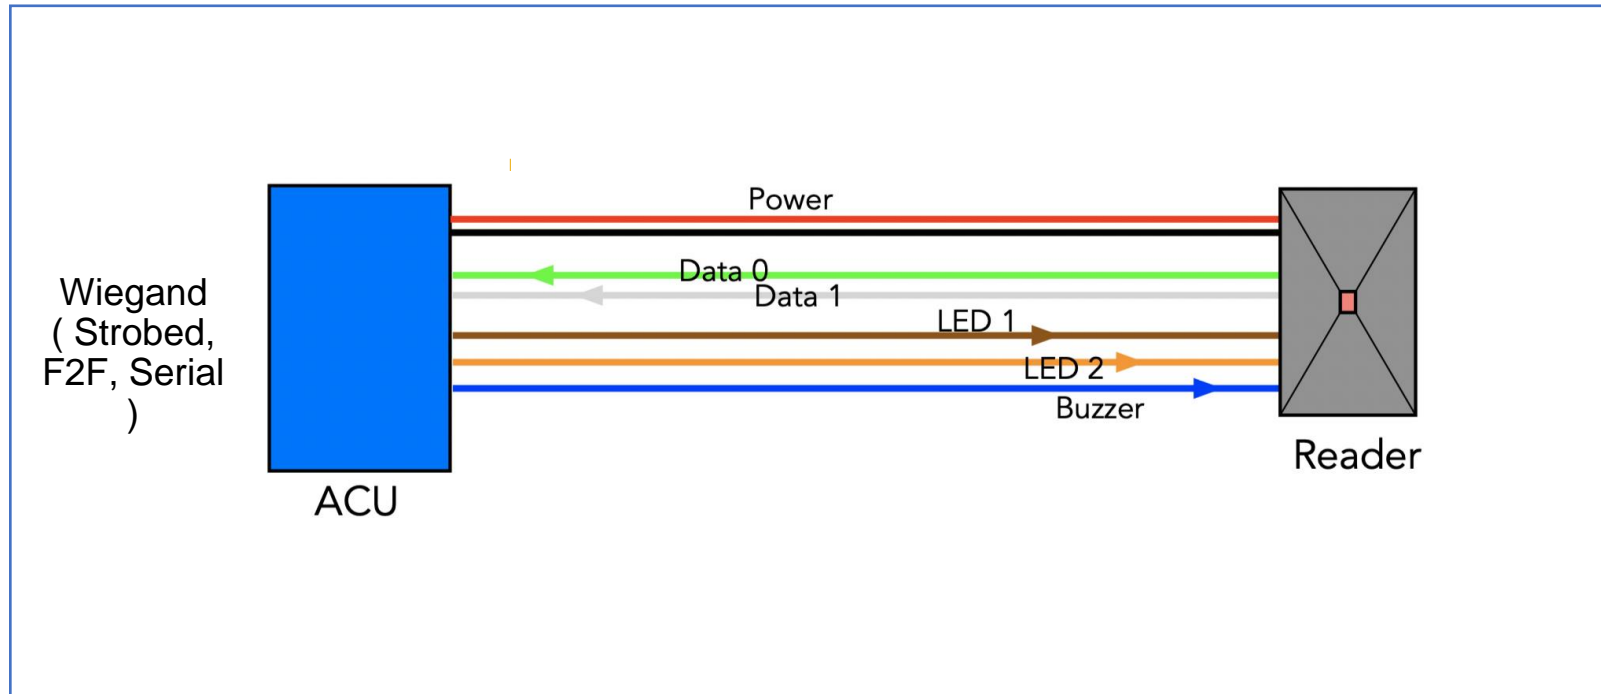 Power
Data 0
Data 1
LED 1
LED 2
Buzzer
Wiegand
( Strobed,
F2F, Serial
)
ACU
Reader